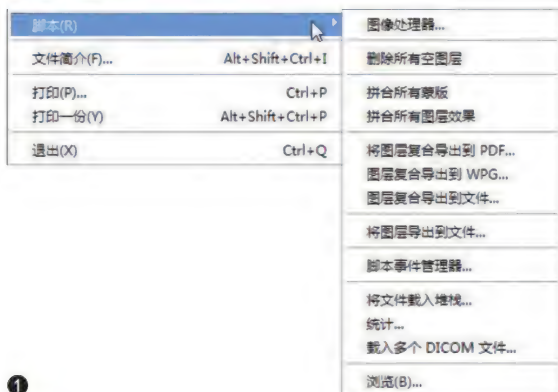 脚本(R)
文件简介(F)... Alt+Shift+Ctrl+I
打印(P)... Ctrl+P
打印一份(Y) Alt+Shift+Ctrl+P
退出(X) Ctrl+Q
图像处理器...
删除所有空图层
拼合所有蒙版
拼合所有图层效果
将图层复合导出到 PDF...
图层复合导出到 WPG...
图层复合导出到文件...
将图层导出到文件...
脚本事件管理器...
将文件载入堆栈...
统计...
载入多个 DICOM 文件...
浏览(B)...
❶